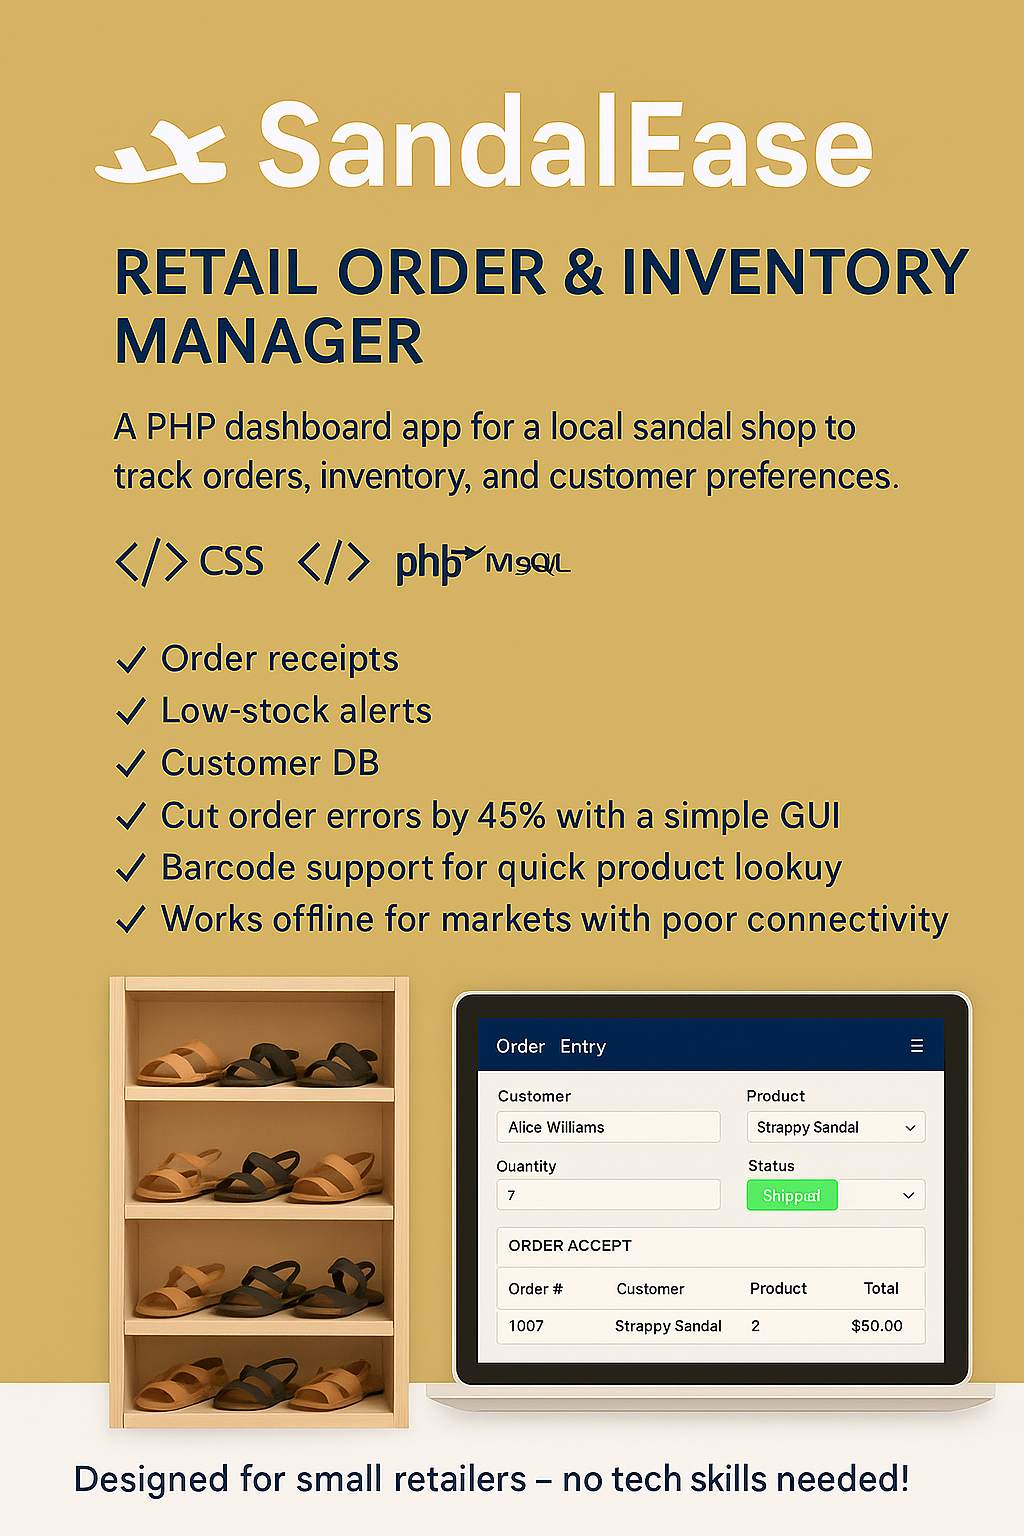 SandalEase
RETAIL ORDER & INVENTORY
MANAGER
A PHP dashboard app for a local sandal shop to
track orders, inventory, and customer preferences.
</> CSS </> php MsQL
✓ Order receipts
✓ Low-stock alerts
✓ Customer DB
✓ Cut order errors by 45% with a simple GUI
✓ Barcode support for quick product lookuy
✓ Works offline for markets with poor connectivity
Order Entry
Customer Product
Alice Williams Strappy Sandal
Ouantity Status
7 Shipped
ORDER ACCEPT
Order # Customer Product Total
1007 Strappy Sandal 2 $50.00
Designed for small retailers – no tech skills needed!